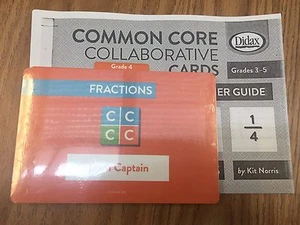 COMMON CORE
COLLABORATIVE
CARDS
Didax
Grades 3-5
Grade 4
FRACTIONS
ER GUIDE
C C
C C
1
4
Captain
by Kit Norris